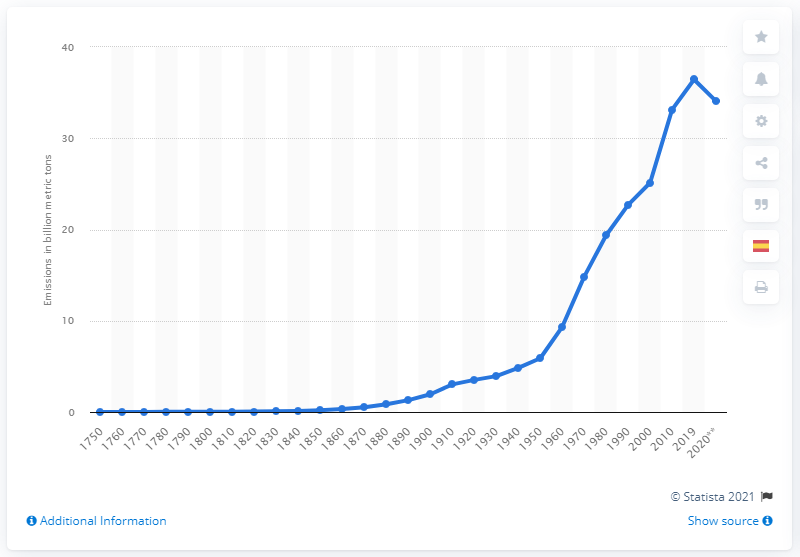 40
30
20
10
0
Emissions in billion metric tons
1750 1760 1770 1780 1790 1800 1810 1820 1830 1840 1850 1860 1870 1880 1890 1900 1910 1920 1930 1940 1950 1960 1970 1980 1990 2000 2010 2019 2020**
© Statista 2021
Additional Information
Show source